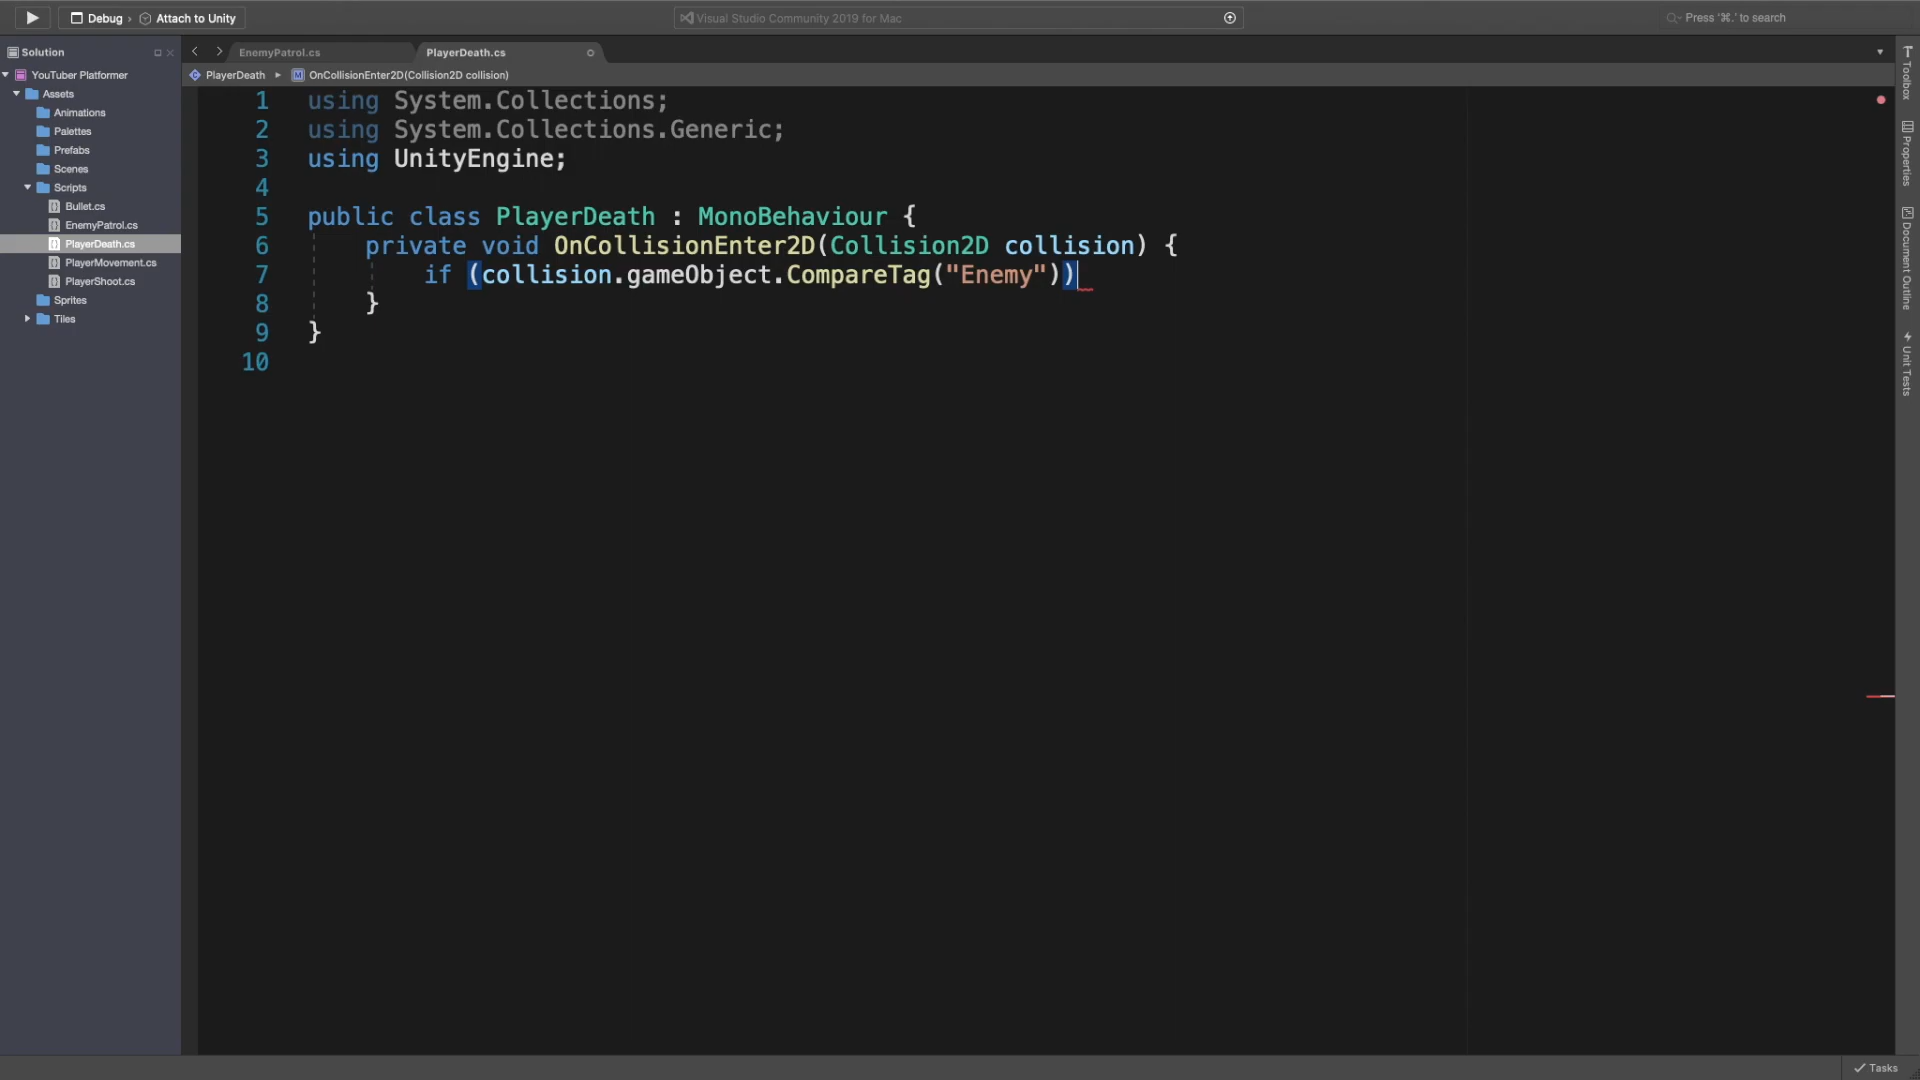 Debug › Attach to Unity
Visual Studio Community 2019 for Mac
Press '⌘.' to search
Solution
EnemyPatrol.cs
PlayerDeath.cs
YouTuber Platformer
PlayerDeath
OnCollisionEnter2D(Collision2D collision)
Assets
Animations
Palettes
Prefabs
Scenes
Scripts
Bullet.cs
EnemyPatrol.cs
PlayerDeath.cs
PlayerMovement.cs
PlayerShoot.cs
Sprites
Tiles
1 using System.Collections;
2 using System.Collections.Generic;
3 using UnityEngine;
4
5 public class PlayerDeath : MonoBehaviour {
6 private void OnCollisionEnter2D(Collision2D collision) {
7 if (collision.gameObject.CompareTag("Enemy"))
8 }
9 }
10
Toolbox
Properties
Document Outline
Unit Tests
Tasks